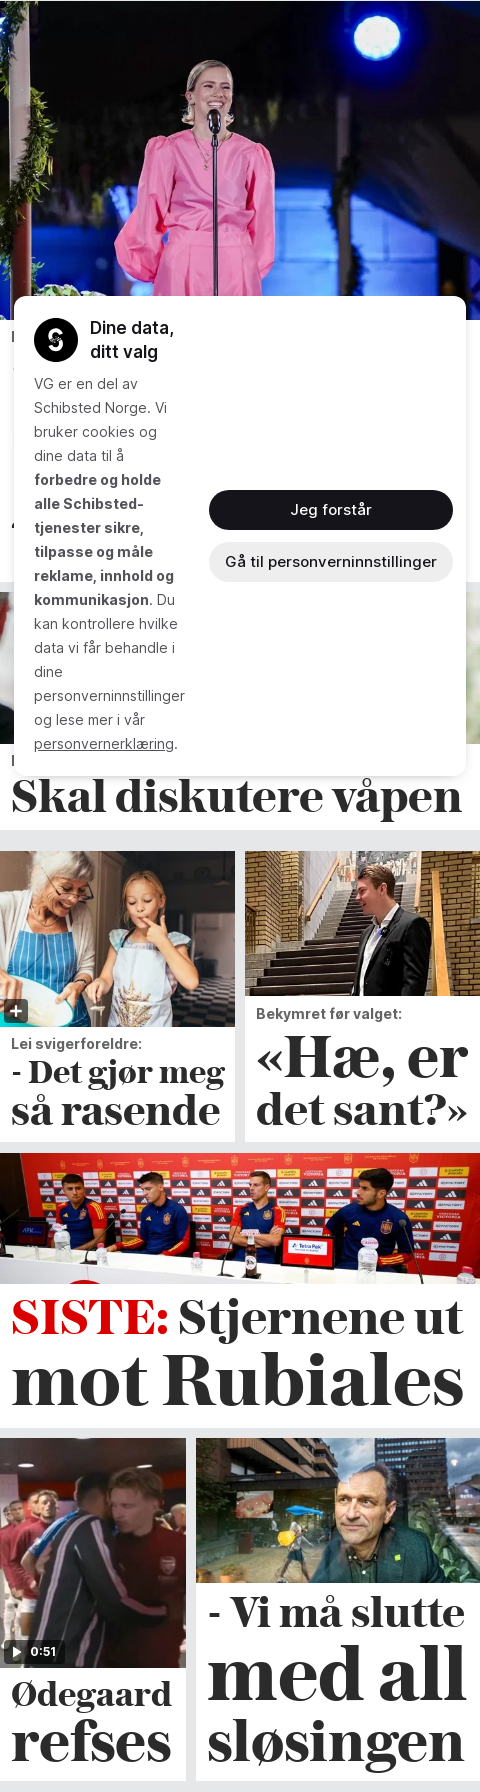 Dine data,
ditt valg
VG er en del av
Schibsted Norge. Vi
bruker cookies og
dine data til å
forbedre og holde
alle Schibsted-
tjenester sikre,
tilpasse og måle
reklame, innhold og
kommunikasjon. Du
kan kontrollere hvilke
data vi får behandle i
dine
personverninnstillinger
og lese mer i vår
personvernerklæring.
Jeg forstår
Gå til personverninnstillinger
Skal diskutere våpen
Lei svigerforeldre:
- Det gjør meg
så rasende
Bekymret før valget:
«Hæ, er
det sant?»
SISTE: Stjernene ut
mot Rubiales
0:51
Ødegaard
refses
- Vi må slutte
med all
sløsingen